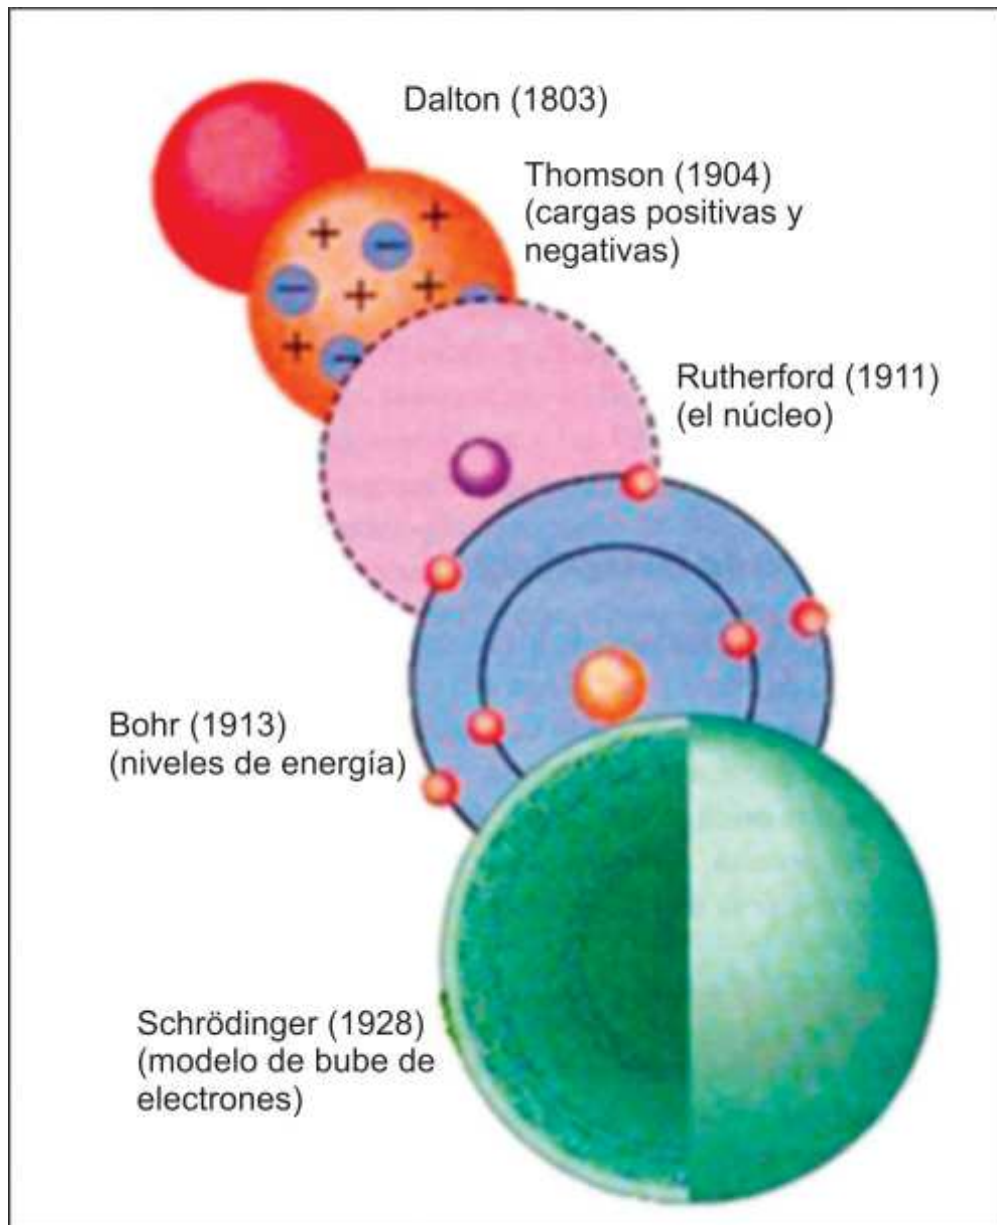 Dalton (1803)
Thomson (1904)
(cargas positivas y
negativas)
Rutherford (1911)
(el núcleo)
Bohr (1913)
(niveles de energía)
Schrödinger (1928)
(modelo de bube de
electrones)